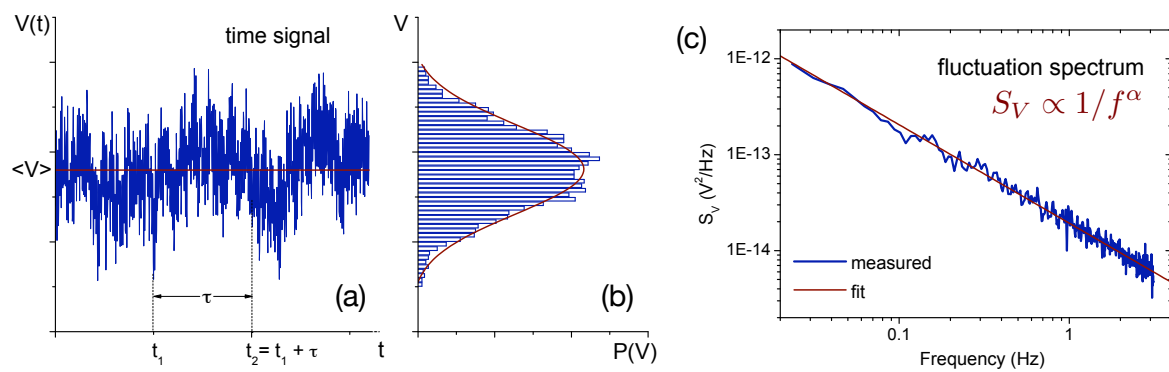 V(t)
time signal
<V>
(a)
τ
t₁
t₂= t₁ + τ
t
V
(b)
P(V)
(c)
1E-12
1E-13
1E-14
S_V (V²/Hz)
fluctuation spectrum
S_V ∝ 1/f^α
measured
fit
0.1
1
Frequency (Hz)